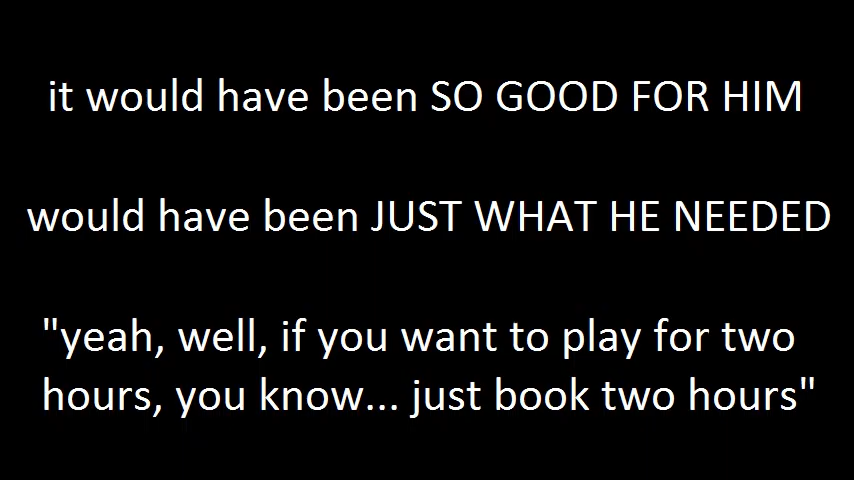 it would have been SO GOOD FOR HIM
would have been JUST WHAT HE NEEDED
"yeah, well, if you want to play for two
hours, you know... just book two hours"